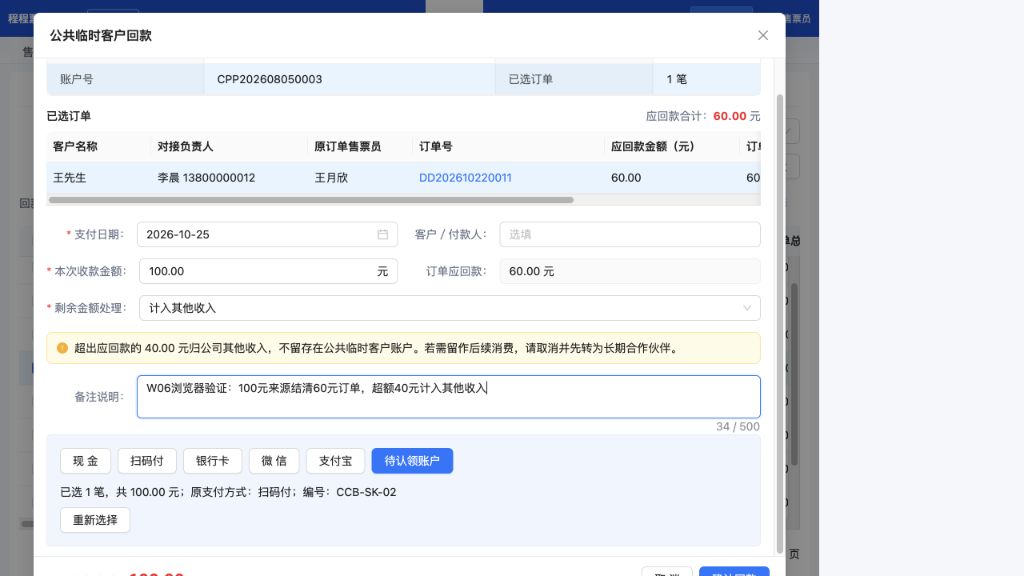 公共临时客户回款
账户号 CPP202608050003 已选订单 1 笔
已选订单 应回款合计：60.00 元
客户名称 对接负责人 原订单售票员 订单号 应回款金额（元）
王先生 李晨 13800000012 王月欣 DD202610220011 60.00 60
* 支付日期： 2026-10-25 客户 / 付款人： 选填
* 本次收款金额： 100.00 元 订单应回款： 60.00 元
* 剩余金额处理： 计入其他收入
超出应回款的 40.00 元归公司其他收入，不留存在公共临时客户账户。若需留作后续消费，请取消并先转为长期合作伙伴。
备注说明： W06浏览器验证：100元来源结清60元订单，超额40元计入其他收入
34 / 500
现 金 扫码付 银行卡 微 信 支付宝 待认领账户
已选 1 笔，共 100.00 元；原支付方式：扫码付；编号：CCB-SK-02
重新选择
页